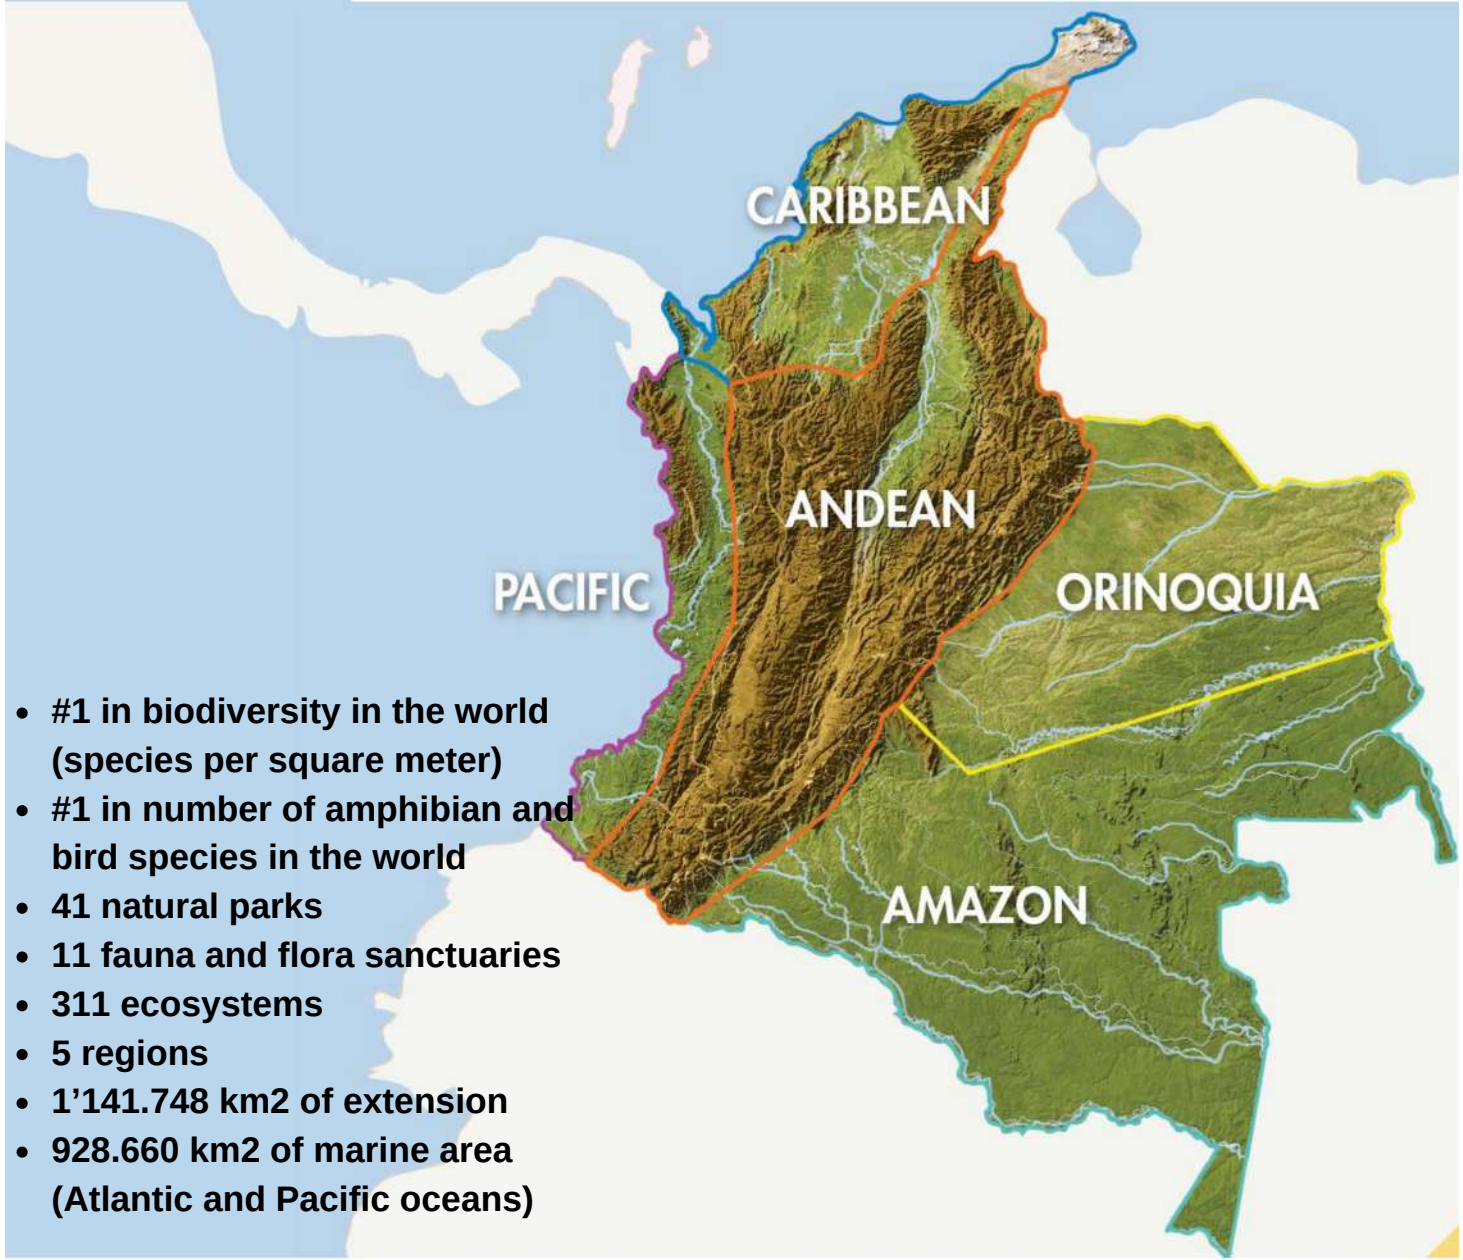 CARIBBEAN
ANDEAN
PACIFIC
ORINOQUIA
AMAZON
• #1 in biodiversity in the world
(species per square meter)
• #1 in number of amphibian and
bird species in the world
• 41 natural parks
• 11 fauna and flora sanctuaries
• 311 ecosystems
• 5 regions
• 1’141.748 km2 of extension
• 928.660 km2 of marine area
(Atlantic and Pacific oceans)